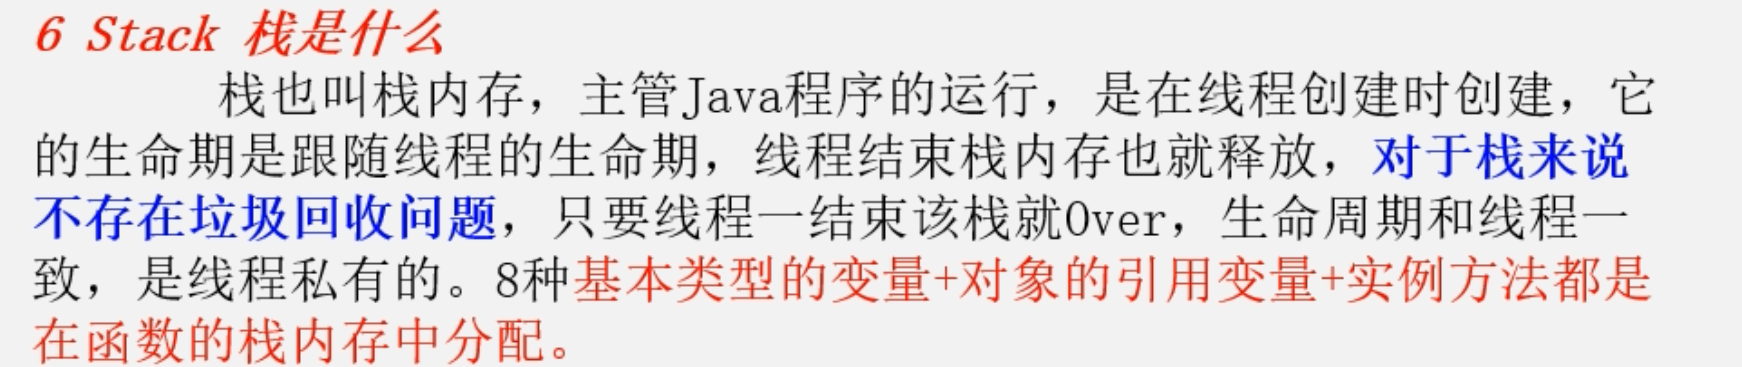 6 Stack 栈是什么
栈也叫栈内存，主管Java程序的运行，是在线程创建时创建，它
的生命期是跟随线程的生命期，线程结束栈内存也就释放，对于栈来说
不存在垃圾回收问题，只要线程一结束该栈就Over，生命周期和线程一
致，是线程私有的。8种基本类型的变量+对象的引用变量+实例方法都是
在函数的栈内存中分配。